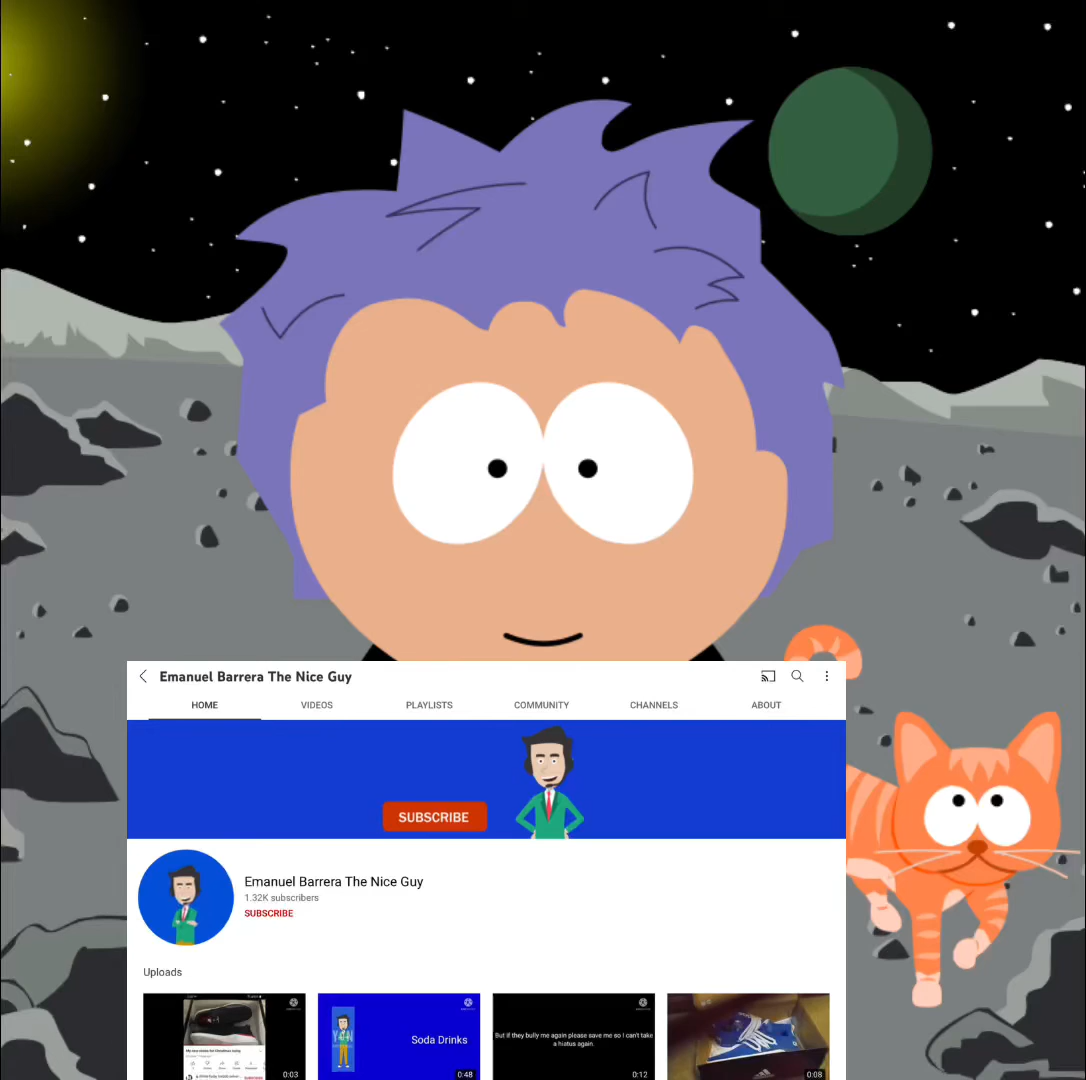 Emanuel Barrera The Nice Guy
HOME VIDEOS PLAYLISTS COMMUNITY CHANNELS ABOUT
SUBSCRIBE
Emanuel Barrera The Nice Guy
1.32K subscribers
SUBSCRIBE
Uploads
Soda Drinks
But if they bully me again please save me so I can't take
a hiatus again.
0:03
0:48
0:12
0:08